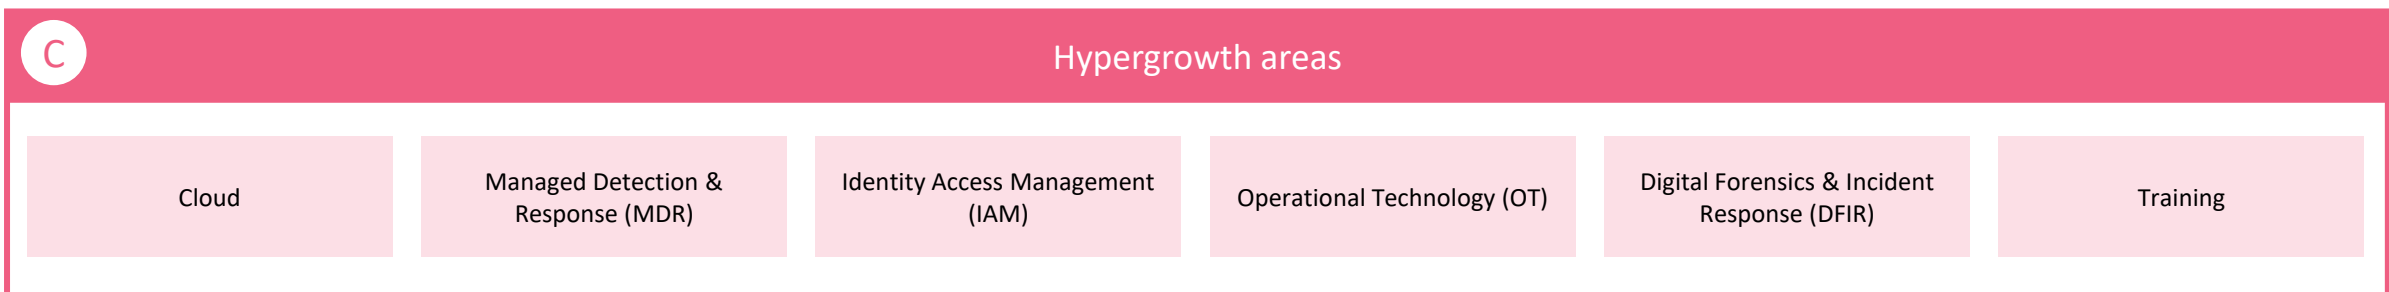 C
Hypergrowth areas
Cloud
Managed Detection &
Response (MDR)
Identity Access Management
(IAM)
Operational Technology (OT)
Digital Forensics & Incident
Response (DFIR)
Training